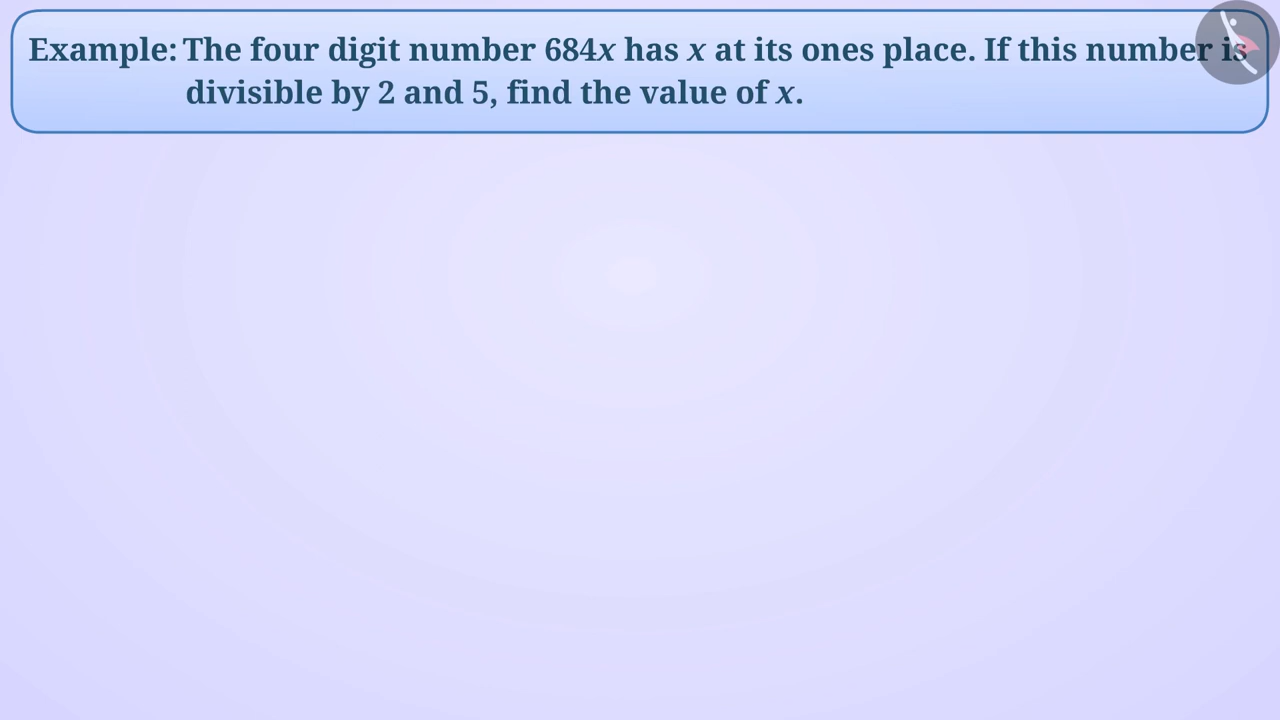 Example: The four digit number 684x has x at its ones place. If this number is
divisible by 2 and 5, find the value of x.